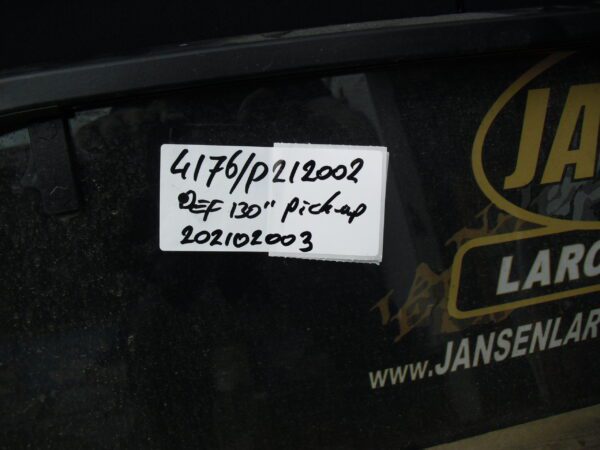 4176/P212002
DEF 130" Pick-up
202102003
JA
LARO
www.JANSENLAR